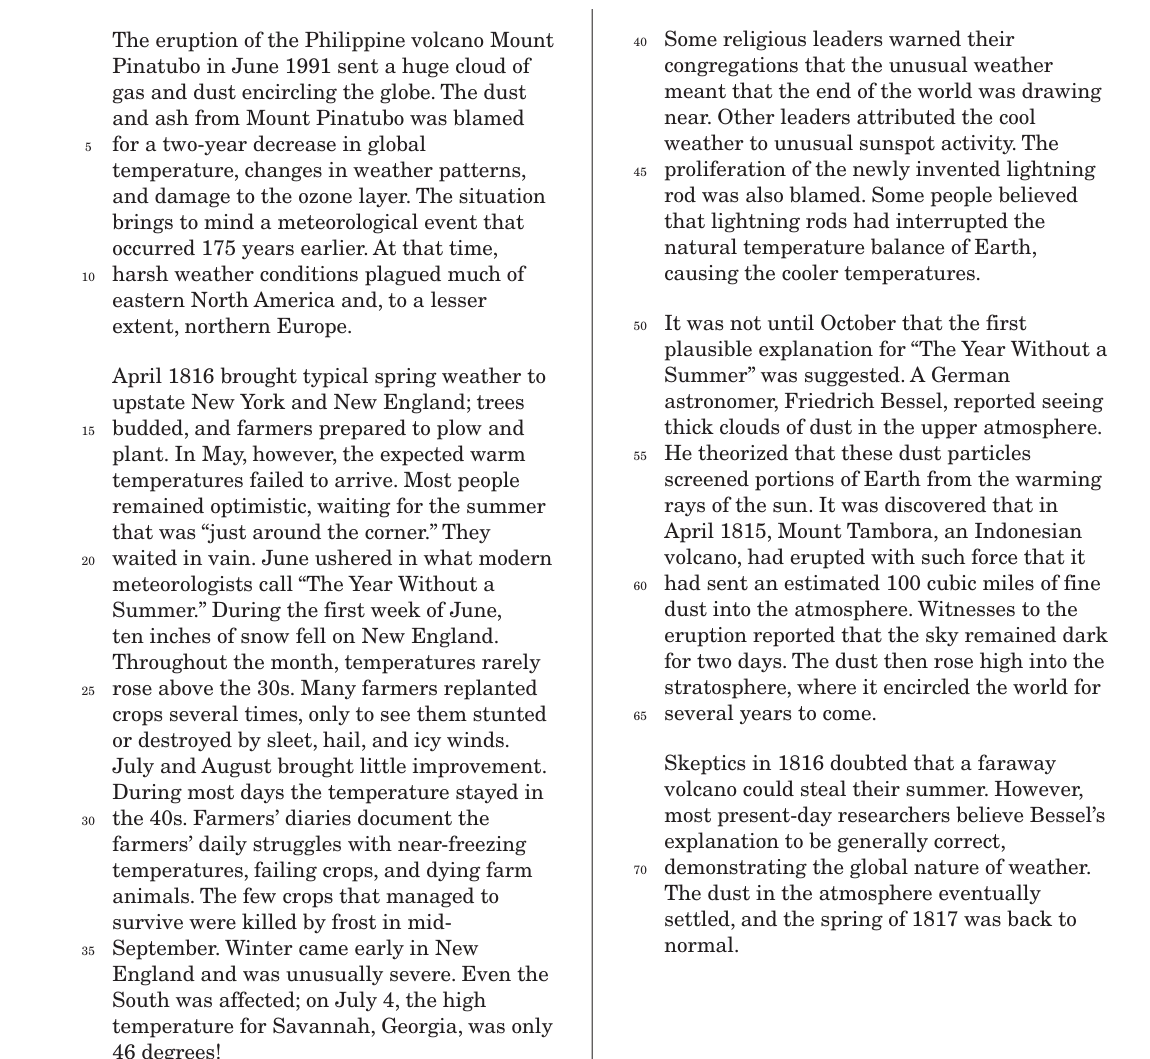 The eruption of the Philippine volcano Mount
Pinatubo in June 1991 sent a huge cloud of
gas and dust encircling the globe. The dust
and ash from Mount Pinatubo was blamed
5 for a two-year decrease in global
temperature, changes in weather patterns,
and damage to the ozone layer. The situation
brings to mind a meteorological event that
occurred 175 years earlier. At that time,
10 harsh weather conditions plagued much of
eastern North America and, to a lesser
extent, northern Europe.
April 1816 brought typical spring weather to
upstate New York and New England; trees
15 budded, and farmers prepared to plow and
plant. In May, however, the expected warm
temperatures failed to arrive. Most people
remained optimistic, waiting for the summer
that was “just around the corner.” They
20 waited in vain. June ushered in what modern
meteorologists call “The Year Without a
Summer.” During the first week of June,
ten inches of snow fell on New England.
Throughout the month, temperatures rarely
25 rose above the 30s. Many farmers replanted
crops several times, only to see them stunted
or destroyed by sleet, hail, and icy winds.
July and August brought little improvement.
During most days the temperature stayed in
30 the 40s. Farmers’ diaries document the
farmers’ daily struggles with near-freezing
temperatures, failing crops, and dying farm
animals. The few crops that managed to
survive were killed by frost in mid-
35 September. Winter came early in New
England and was unusually severe. Even the
South was affected; on July 4, the high
temperature for Savannah, Georgia, was only
46 degrees!
40 Some religious leaders warned their
congregations that the unusual weather
meant that the end of the world was drawing
near. Other leaders attributed the cool
weather to unusual sunspot activity. The
45 proliferation of the newly invented lightning
rod was also blamed. Some people believed
that lightning rods had interrupted the
natural temperature balance of Earth,
causing the cooler temperatures.
50 It was not until October that the first
plausible explanation for “The Year Without a
Summer” was suggested. A German
astronomer, Friedrich Bessel, reported seeing
thick clouds of dust in the upper atmosphere.
55 He theorized that these dust particles
screened portions of Earth from the warming
rays of the sun. It was discovered that in
April 1815, Mount Tambora, an Indonesian
volcano, had erupted with such force that it
60 had sent an estimated 100 cubic miles of fine
dust into the atmosphere. Witnesses to the
eruption reported that the sky remained dark
for two days. The dust then rose high into the
stratosphere, where it encircled the world for
65 several years to come.
Skeptics in 1816 doubted that a faraway
volcano could steal their summer. However,
most present-day researchers believe Bessel’s
explanation to be generally correct,
70 demonstrating the global nature of weather.
The dust in the atmosphere eventually
settled, and the spring of 1817 was back to
normal.